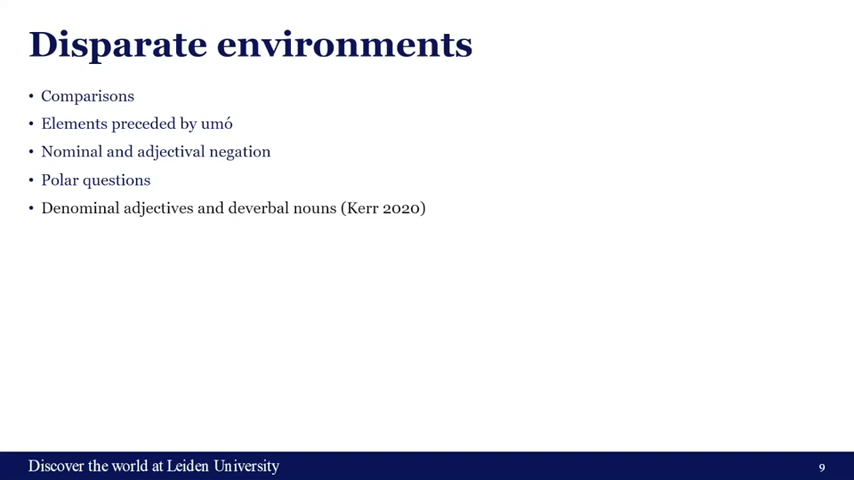 Disparate environments
• Comparisons
• Elements preceded by umó
• Nominal and adjectival negation
• Polar questions
• Denominal adjectives and deverbal nouns (Kerr 2020)
Discover the world at Leiden University
9